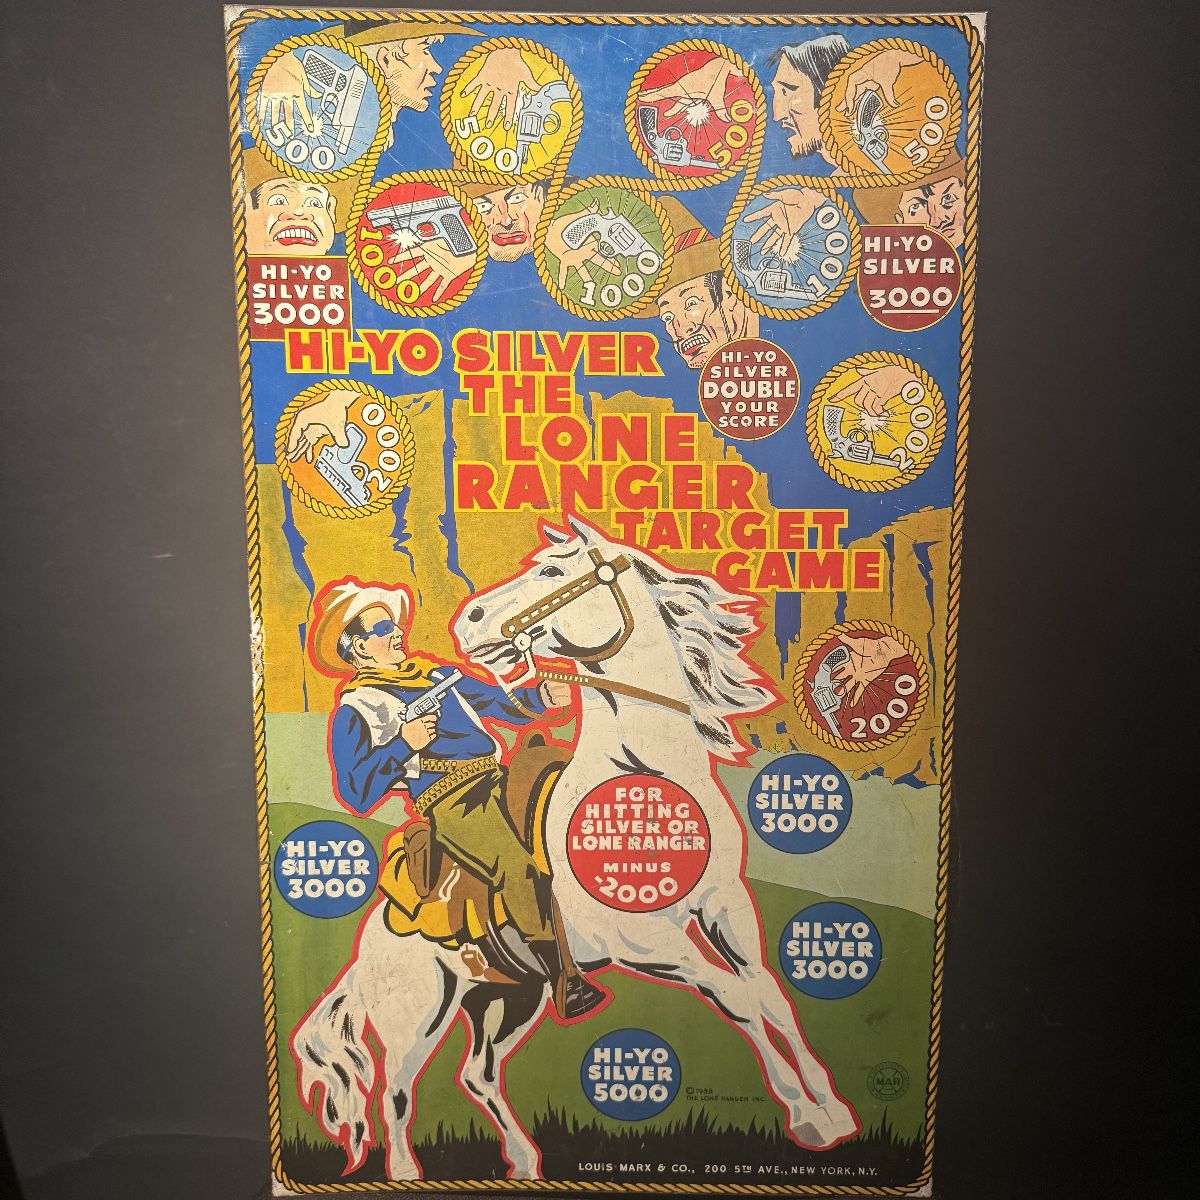 500
500
500
500
1000
1000
1000
HI-YO
SILVER
3000
HI-YO
SILVER
3000
HI-YO SILVER
THE
LONE
RANGER
TARGET
GAME
HI-YO
SILVER
DOUBLE
YOUR
SCORE
2000
2000
2000
FOR
HITTING
SILVER OR
LONE RANGER
MINUS
2000
HI-YO
SILVER
3000
HI-YO
SILVER
3000
HI-YO
SILVER
3000
HI-YO
SILVER
5000
© 1938
THE LONE RANGER INC.
MAR
LOUIS MARX & CO., 200 5TH AVE., NEW YORK, N.Y.